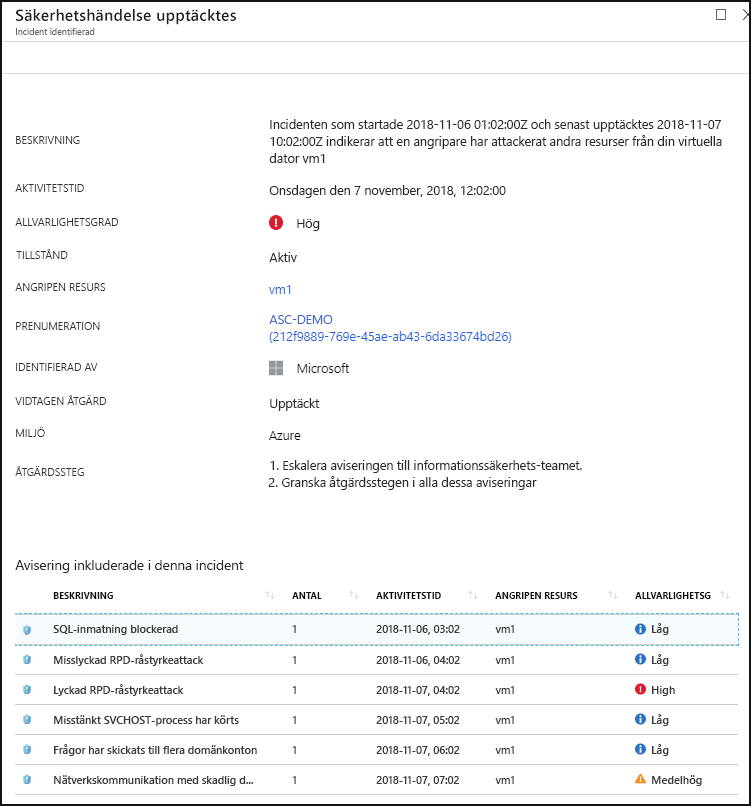 Säkerhetshändelse upptäcktes
Incident identifierad
BESKRIVNING
Incidenten som startade 2018-11-06 01:02:00Z och senast upptäcktes 2018-11-07
10:02:00Z indikerar att en angripare har attackerat andra resurser från din virtuella
dator vm1
AKTIVITETSTID Onsdagen den 7 november, 2018, 12:02:00
ALLVARLIGHETSGRAD Hög
TILLSTÅND Aktiv
ANGRIPEN RESURS vm1
PRENUMERATION
ASC-DEMO
(212f9889-769e-45ae-ab43-6da33674bd26)
IDENTIFIERAD AV Microsoft
VIDTAGEN ÅTGÄRD Upptäckt
MILJÖ Azure
ÅTGÄRDSSTEG
1. Eskalera aviseringen till informationssäkerhets-teamet.
2. Granska åtgärdsstegen i alla dessa aviseringar
Avisering inkluderade i denna incident
BESKRIVNING ANTAL AKTIVITETSTID ANGRIPEN RESURS ALLVARLIGHETSG
SQL-inmatning blockerad 1 2018-11-06, 03:02 vm1 Låg
Misslyckad RPD-råstyrkeattack 1 2018-11-06, 04:02 vm1 Låg
Lyckad RPD-råstyrkeattack 1 2018-11-07, 04:02 vm1 High
Misstänkt SVCHOST-process har körts 1 2018-11-07, 05:02 vm1 Låg
Frågor har skickats till flera domänkonton 1 2018-11-07, 06:02 vm1 Låg
Nätverkskommunikation med skadlig d... 1 2018-11-07, 07:02 vm1 Medelhög